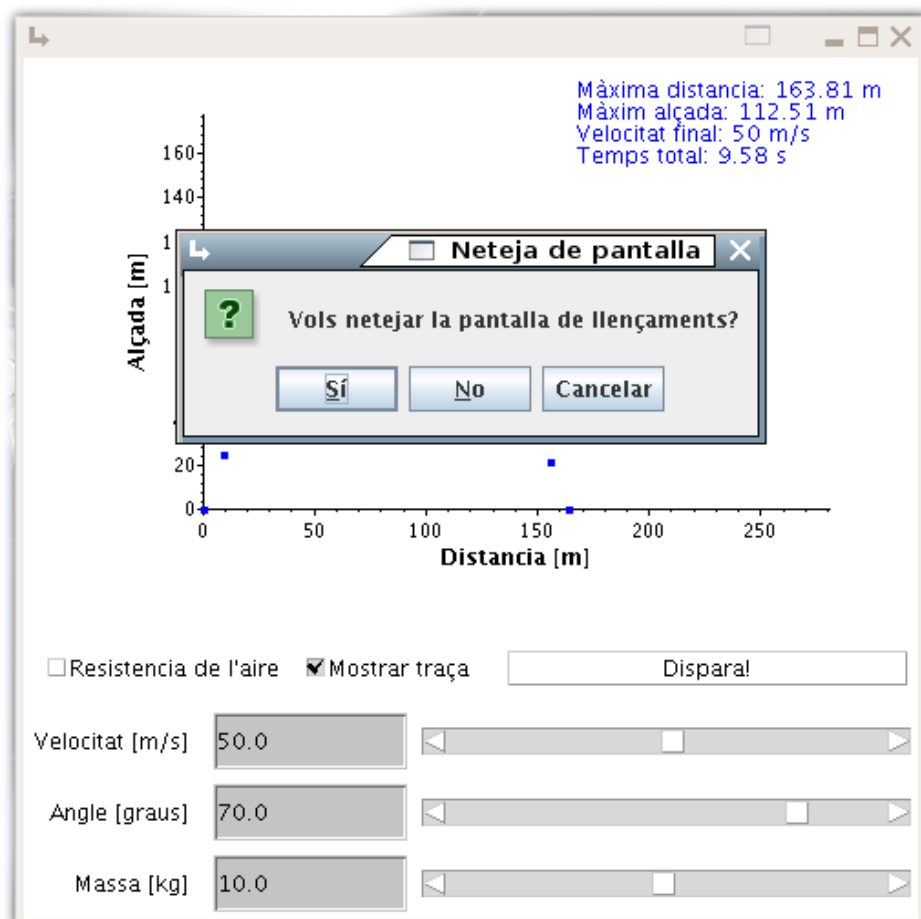 Màxima distancia: 163.81 m
Màxim alçada: 112.51 m
Velocitat final: 50 m/s
Temps total: 9.58 s
160
140
1
1
Alçada [m]
Neteja de pantalla
?
Vols netejar la pantalla de llençaments?
Sí No Cancelar
20
0
0 50 100 150 200 250
Distancia [m]
Resistencia de l'aire Mostrar traça Dispara!
Velocitat [m/s] 50.0
Angle [graus] 70.0
Massa [kg] 10.0